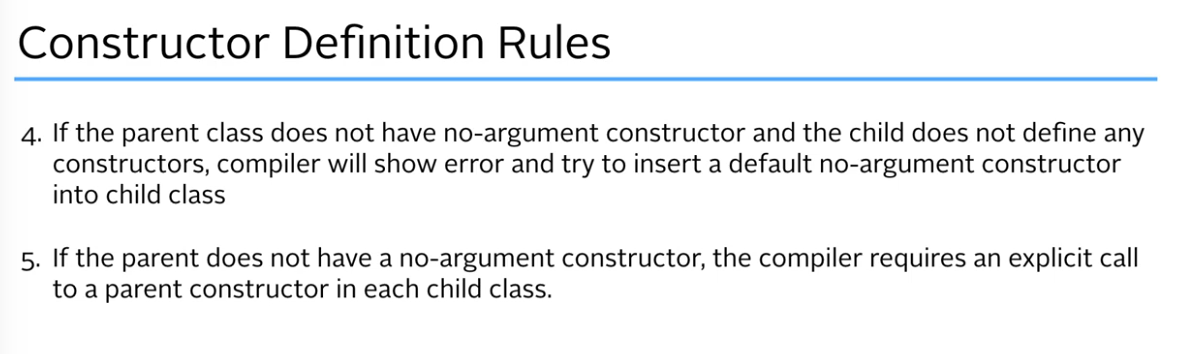 Constructor Definition Rules
4. If the parent class does not have no-argument constructor and the child does not define any
constructors, compiler will show error and try to insert a default no-argument constructor
into child class
5. If the parent does not have a no-argument constructor, the compiler requires an explicit call
to a parent constructor in each child class.